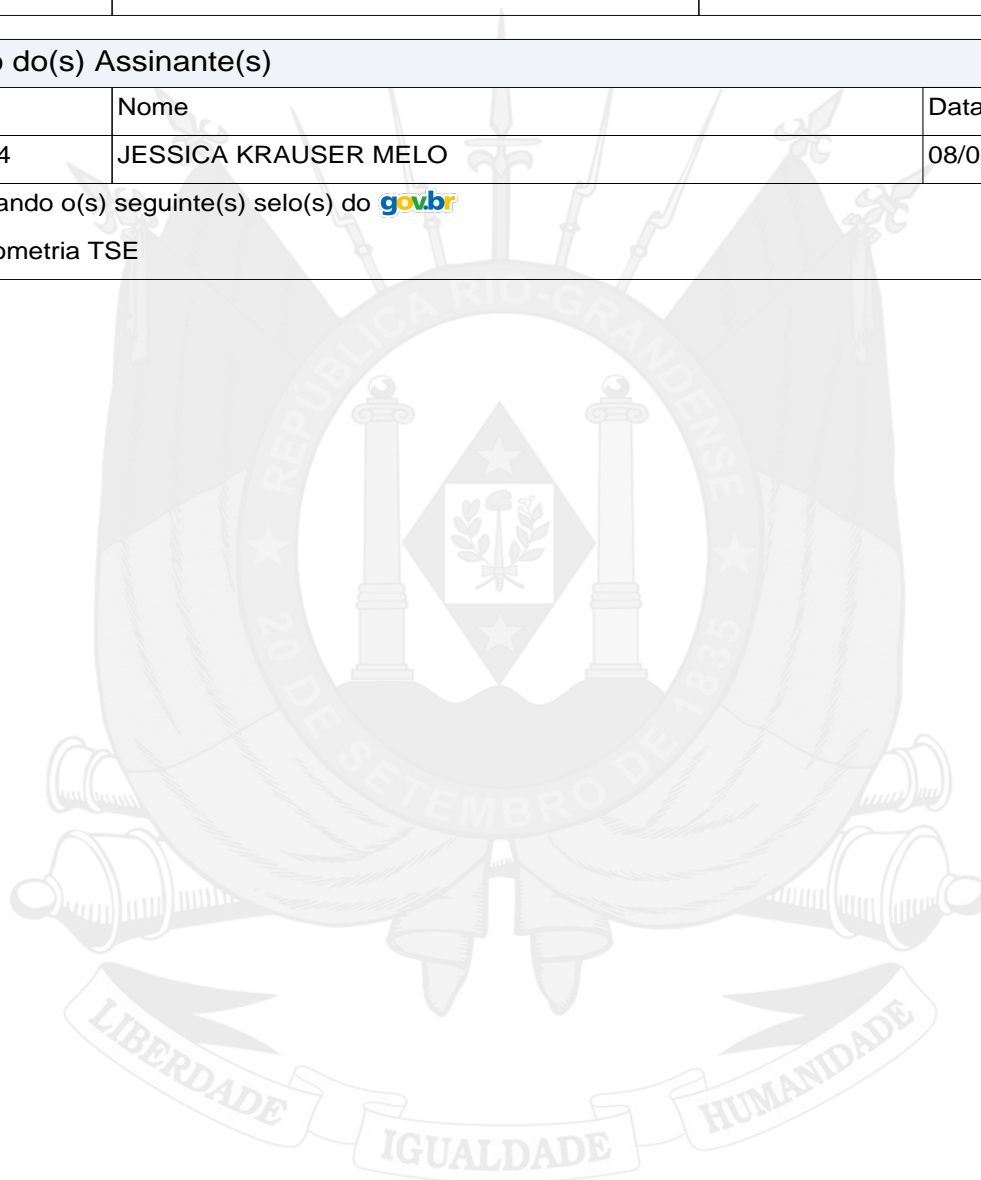 o do(s) Assinante(s)
Nome Data
4 JESSICA KRAUSER MELO 08/0
ando o(s) seguinte(s) selo(s) do gov.br
ometria TSE
REPÚBLICA RIO-GRANDENSE
20 DE SETEMBRO DE 1835
LIBERDADE IGUALDADE HUMANIDADE